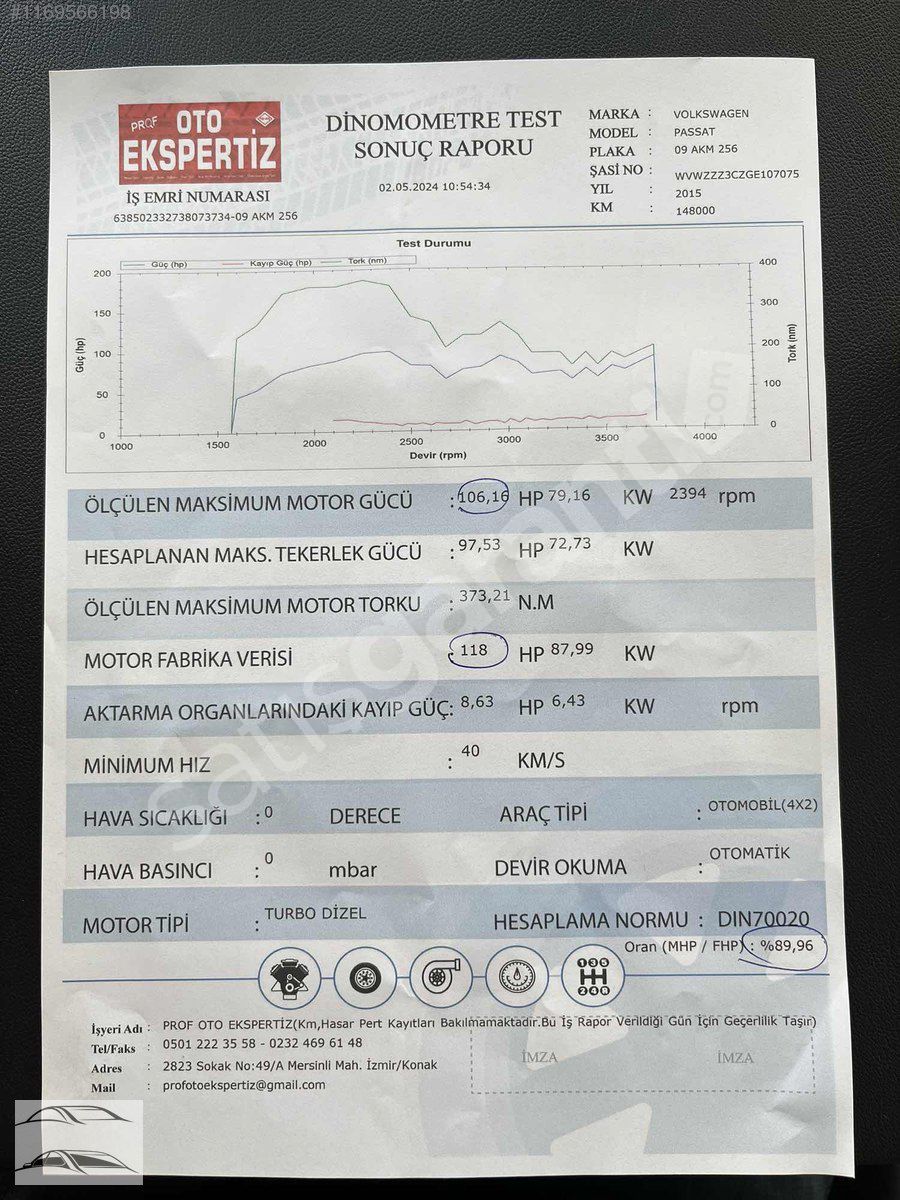 #1169566198
PROF OTO
EKSPERTİZ
DİNOMOMETRE TEST
SONUÇ RAPORU
02.05.2024 10:54:34
İŞ EMRİ NUMARASI
638502332738073734-09 AKM 256
MARKA : VOLKSWAGEN
MODEL : PASSAT
PLAKA : 09 AKM 256
ŞASİ NO : WVWZZZ3CZGE107075
YIL : 2015
KM : 148000
Test Durumu
Güç (hp) Kayıp Güç (hp) Tork (nm)
200 150 100 50 0
Güç (hp)
400 300 200 100 0
Tork (nm)
1000 1500 2000 2500 3000 3500 4000
Devir (rpm)
ÖLÇÜLEN MAKSİMUM MOTOR GÜCÜ : 106,16 HP 79,16 KW 2394 rpm
HESAPLANAN MAKS. TEKERLEK GÜCÜ : 97,53 HP 72,73 KW
ÖLÇÜLEN MAKSİMUM MOTOR TORKU : 373,21 N.M
MOTOR FABRİKA VERİSİ : 118 HP 87,99 KW
AKTARMA ORGANLARINDAKİ KAYIP GÜÇ: 8,63 HP 6,43 KW rpm
MİNİMUM HIZ : 40 KM/S
HAVA SICAKLIĞI : 0 DERECE ARAÇ TİPİ : OTOMOBİL(4X2)
HAVA BASINCI : 0 mbar DEVİR OKUMA : OTOMATİK
MOTOR TİPİ : TURBO DİZEL HESAPLAMA NORMU : DIN70020
Oran (MHP / FHP) : %89,96
1 3 5
2 4 R
İşyeri Adı : PROF OTO EKSPERTİZ(Km,Hasar Pert Kayıtları Bakılmamaktadır.Bu İş Rapor Verildiği Gün İçin Geçerlilik Taşır)
Tel/Faks : 0501 222 35 58 - 0232 469 61 48
Adres : 2823 Sokak No:49/A Mersinli Mah. İzmir/Konak
Mail : profotoekspertiz@gmail.com
İMZA İMZA
satisgaranti.com